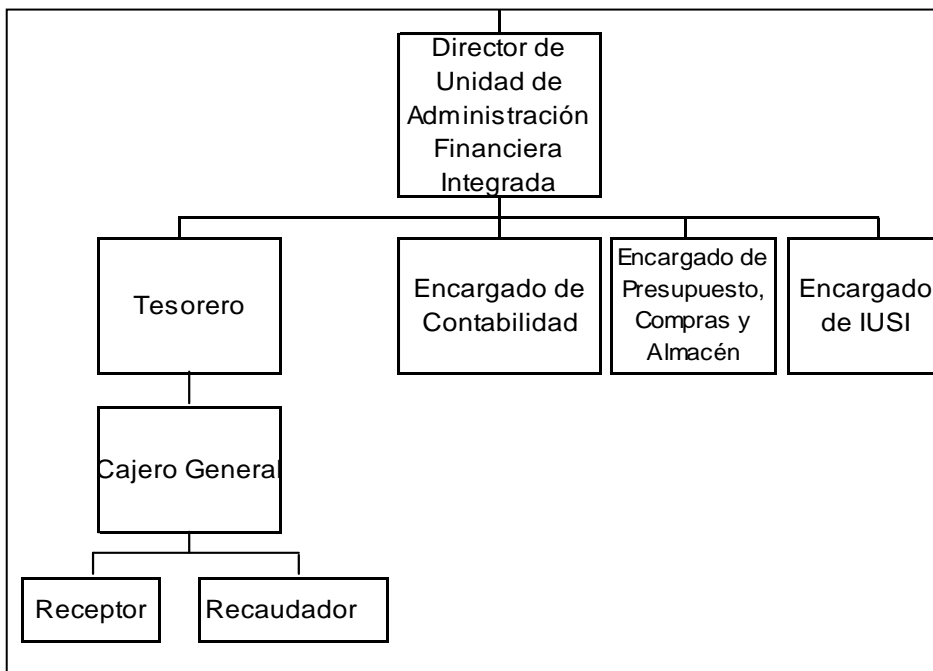 Director de
Unidad de
Administración
Financiera
Integrada
Tesorero
Encargado de
Contabilidad
Encargado de
Presupuesto,
Compras y
Almacén
Encargado
de IUSI
Cajero General
Receptor
Recaudador